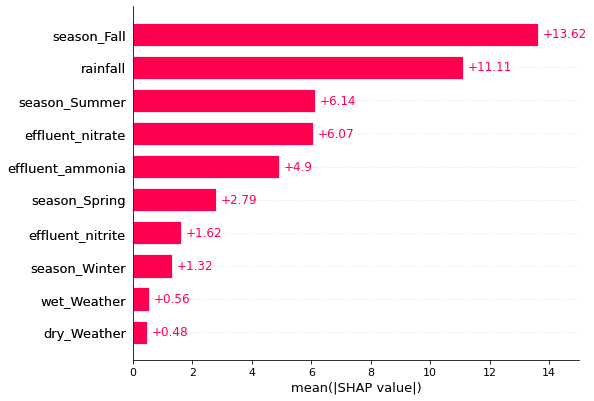 season_Fall +13.62
rainfall +11.11
season_Summer +6.14
effluent_nitrate +6.07
effluent_ammonia +4.9
season_Spring +2.79
effluent_nitrite +1.62
season_Winter +1.32
wet_Weather +0.56
dry_Weather +0.48
0 2 4 6 8 10 12 14
mean(|SHAP value|)